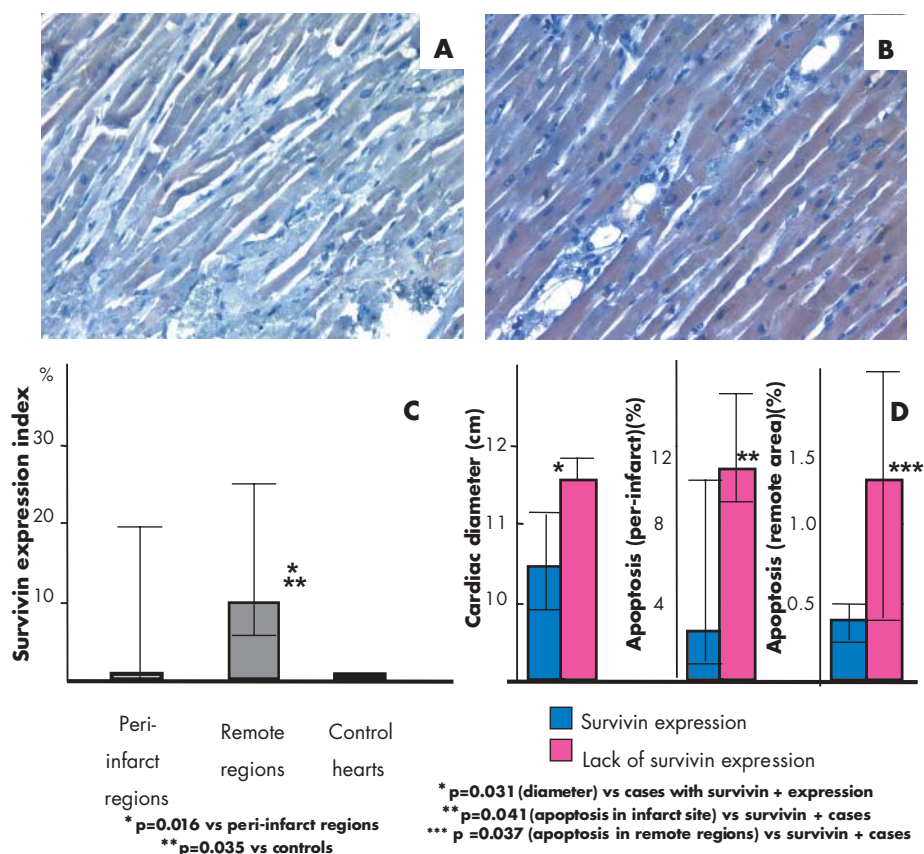 A
B
%
C
Survivin expression index
30
20
10
Peri-
infarct
regions
Remote
regions
Control
hearts
*
**
* p=0.016 vs peri-infarct regions
** p=0.035 vs controls
D
Cardiac diameter (cm)
12
11
10
*
Apoptosis (per-infarct)(%)
12
8
4
**
Apoptosis (remote area)(%)
1.5
1.0
0.5
***
Survivin expression
Lack of survivin expression
* p=0.031 (diameter) vs cases with survivin + expression
** p=0.041 (apoptosis in infarct site) vs survivin + cases
*** p =0.037 (apoptosis in remote regions) vs survivin + cases